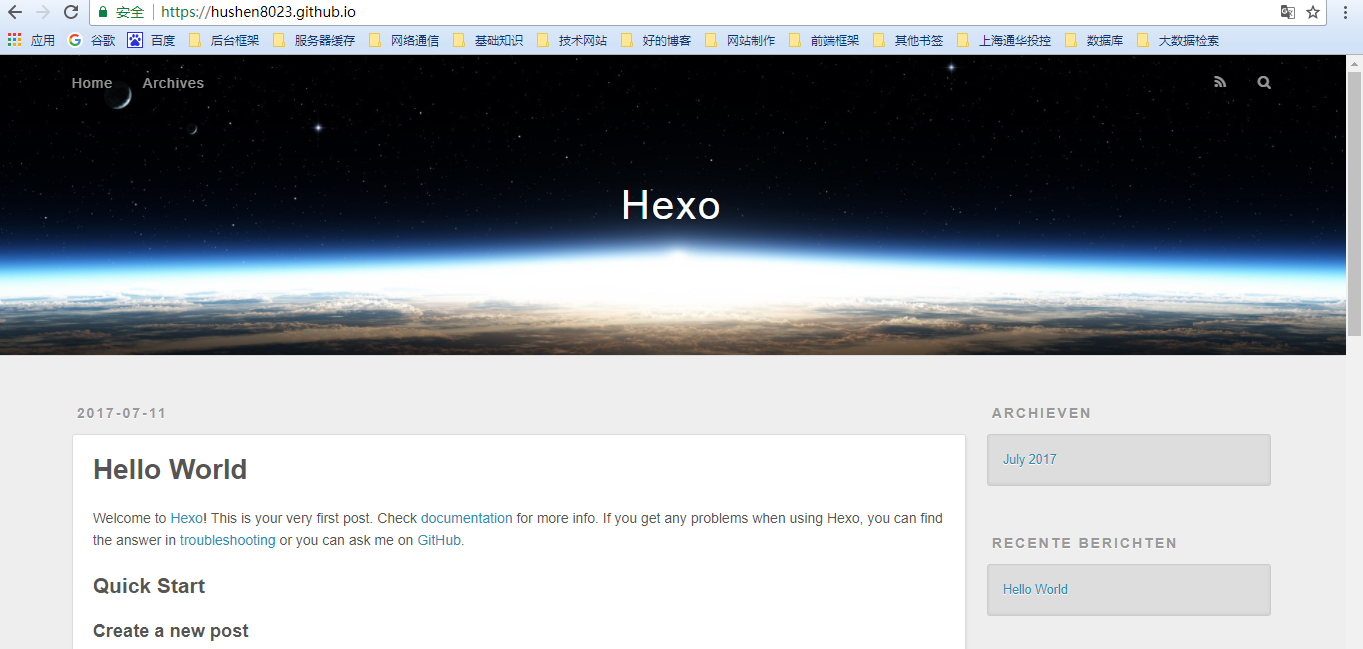 安全 https://hushen8023.github.io
应用 谷歌 百度 后台框架 服务器缓存 网络通信 基础知识 技术网站 好的博客 网站制作 前端框架 其他书签 上海通华投控 数据库 大数据检索
Home Archives
Hexo
2017-07-11
Hello World
Welcome to Hexo! This is your very first post. Check documentation for more info. If you get any problems when using Hexo, you can find
the answer in troubleshooting or you can ask me on GitHub.
Quick Start
Create a new post
ARCHIEVEN
July 2017
RECENTE BERICHTEN
Hello World